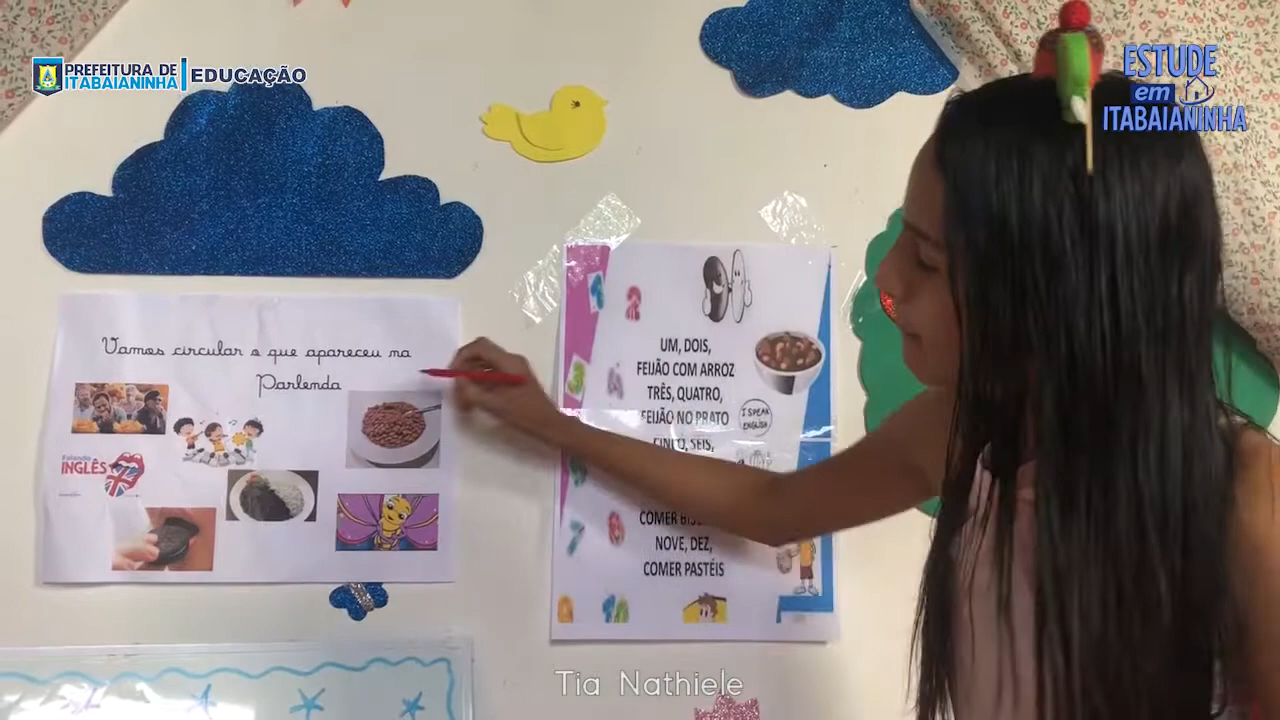 PREFEITURA DE
ITABAIANINHA
EDUCAÇÃO
ESTUDE
em
ITABAIANINHA
Vamos circular o que apareceu na
Parlenda
Falando
INGLÊS
UM, DOIS,
FEIJÃO COM ARROZ
TRÊS, QUATRO,
FEIJÃO NO PRATO
CINCO, SEIS,
I SPEAK
ENGLISH
COMER
NOVE, DEZ,
COMER PASTÉIS
Tia Nathiele